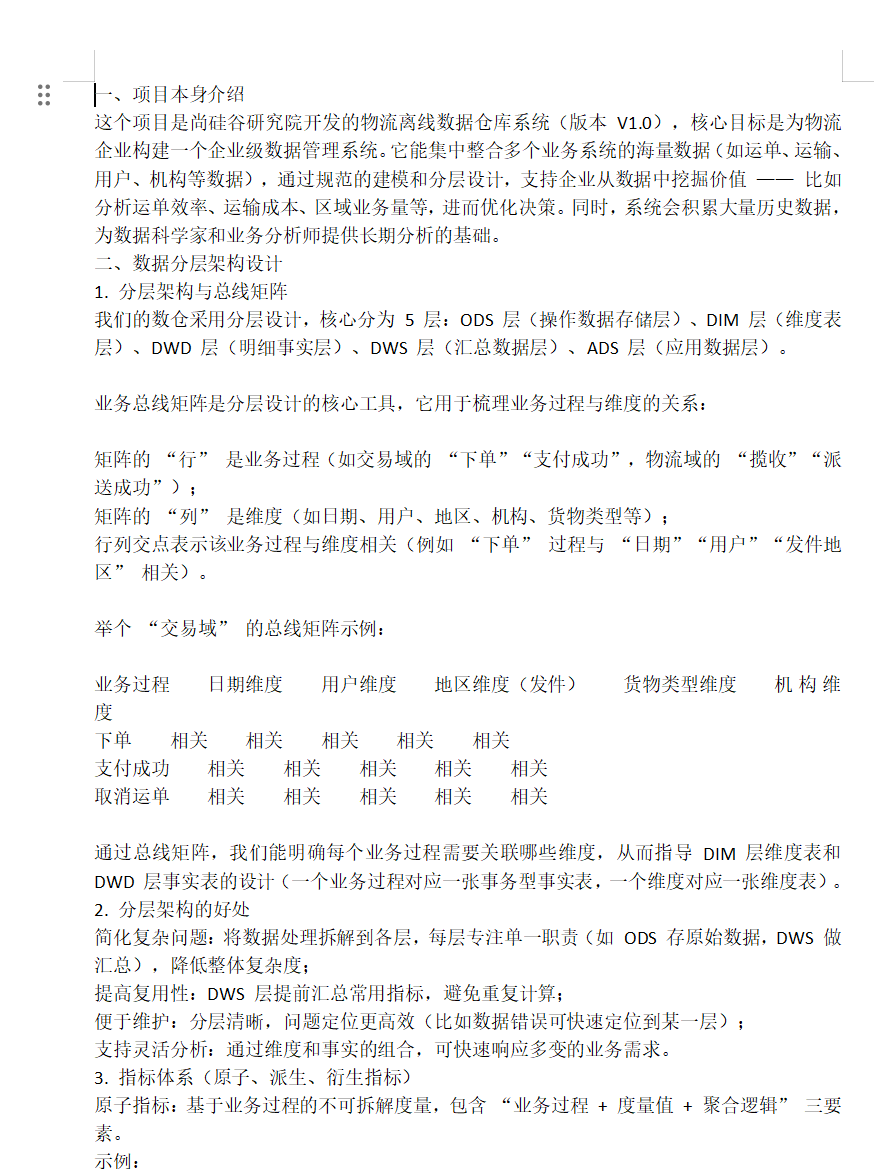 一、项目本身介绍
这个项目是尚硅谷研究院开发的物流离线数据仓库系统（版本 V1.0），核心目标是为物流
企业构建一个企业级数据管理系统。它能集中整合多个业务系统的海量数据（如运单、运输、
用户、机构等数据），通过规范的建模和分层设计，支持企业从数据中挖掘价值 —— 比如
分析运单效率、运输成本、区域业务量等，进而优化决策。同时，系统会积累大量历史数据，
为数据科学家和业务分析师提供长期分析的基础。
二、数据分层架构设计
1. 分层架构与总线矩阵
我们的数仓采用分层设计，核心分为 5 层：ODS 层（操作数据存储层）、DIM 层（维度表
层）、DWD 层（明细事实层）、DWS 层（汇总数据层）、ADS 层（应用数据层）。
业务总线矩阵是分层设计的核心工具，它用于梳理业务过程与维度的关系：
矩阵的 “行” 是业务过程（如交易域的 “下单”“支付成功”，物流域的 “揽收”“派
送成功”）；
矩阵的 “列” 是维度（如日期、用户、地区、机构、货物类型等）；
行列交点表示该业务过程与维度相关（例如 “下单” 过程与 “日期”“用户”“发件地
区” 相关）。
举个 “交易域” 的总线矩阵示例：
业务过程 日期维度 用户维度 地区维度（发件） 货物类型维度 机构维
度
下单 相关 相关 相关 相关 相关
支付成功 相关 相关 相关 相关 相关
取消运单 相关 相关 相关 相关 相关
通过总线矩阵，我们能明确每个业务过程需要关联哪些维度，从而指导 DIM 层维度表和
DWD 层事实表的设计（一个业务过程对应一张事务型事实表，一个维度对应一张维度表）。
2. 分层架构的好处
简化复杂问题：将数据处理拆解到各层，每层专注单一职责（如 ODS 存原始数据，DWS 做
汇总），降低整体复杂度；
提高复用性：DWS 层提前汇总常用指标，避免重复计算；
便于维护：分层清晰，问题定位更高效（比如数据错误可快速定位到某一层）；
支持灵活分析：通过维度和事实的组合，可快速响应多变的业务需求。
3. 指标体系（原子、派生、衍生指标）
原子指标：基于业务过程的不可拆解度量，包含 “业务过程 + 度量值 + 聚合逻辑” 三要
素。
示例：